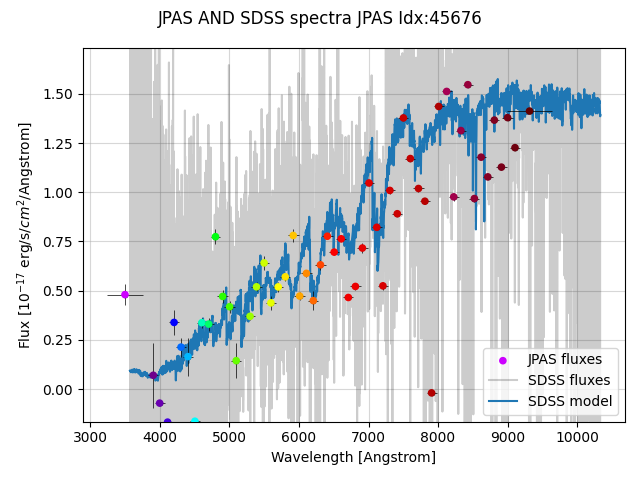 JPAS AND SDSS spectra JPAS Idx:45676
Flux [10⁻¹⁷ erg/s/cm²/Angstrom]
1.50
1.25
1.00
0.75
0.50
0.25
0.00
JPAS fluxes
SDSS fluxes
SDSS model
3000 4000 5000 6000 7000 8000 9000 10000
Wavelength [Angstrom]